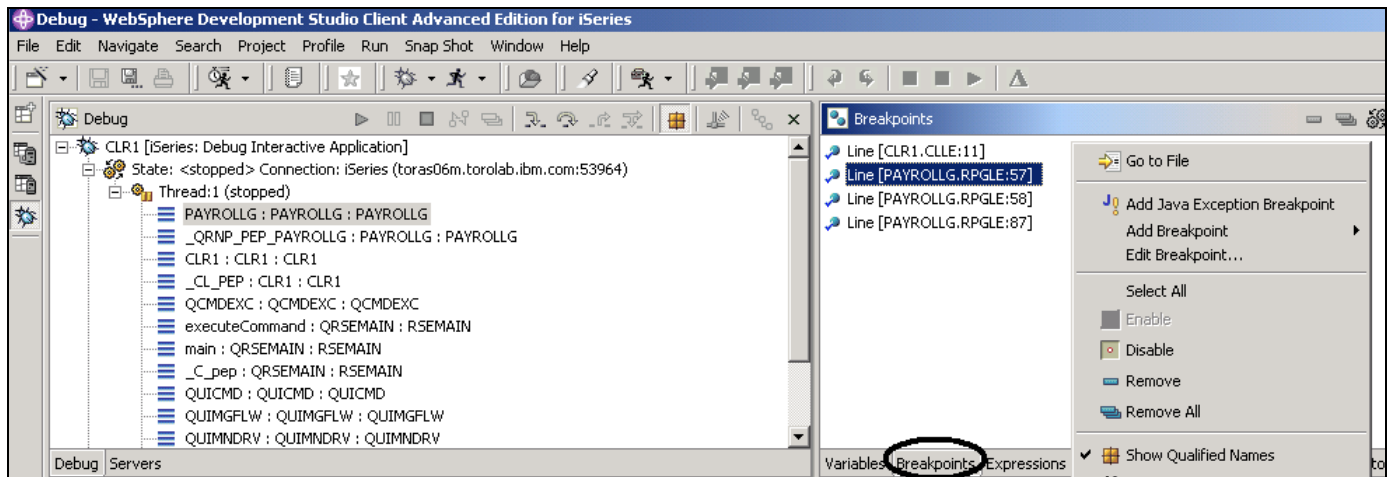 Debug - WebSphere Development Studio Client Advanced Edition for iSeries
File Edit Navigate Search Project Profile Run Snap Shot Window Help
Debug
CLR1 [iSeries: Debug Interactive Application]
State: <stopped> Connection: iSeries (toras06m.torolab.ibm.com:53964)
Thread:1 (stopped)
PAYROLLG : PAYROLLG : PAYROLLG
_QRNP_PEP_PAYROLLG : PAYROLLG : PAYROLLG
CLR1 : CLR1 : CLR1
_CL_PEP : CLR1 : CLR1
QCMDEXC : QCMDEXC : QCMDEXC
executeCommand : QRSEMAIN : RSEMAIN
main : QRSEMAIN : RSEMAIN
_C_pep : QRSEMAIN : RSEMAIN
QUICMD : QUICMD : QUICMD
QUIMGFLW : QUIMGFLW : QUIMGFLW
QUIMNDRV : QUIMNDRV : QUIMNDRV
Debug Servers
Breakpoints
Line [CLR1.CLLE:11]
Line [PAYROLLG.RPGLE:57]
Line [PAYROLLG.RPGLE:58]
Line [PAYROLLG.RPGLE:87]
Go to File
Add Java Exception Breakpoint
Add Breakpoint
Edit Breakpoint...
Select All
Enable
Disable
Remove
Remove All
Show Qualified Names
Variables Breakpoints Expressions